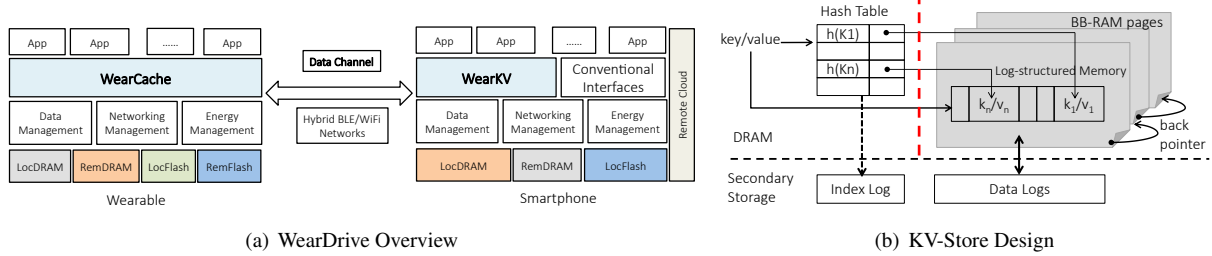 App App ...... App
WearCache
Data Management
Networking Management
Energy Management
LocDRAM RemDRAM LocFlash RemFlash
Wearable
Data Channel
Hybrid BLE/WiFi Networks
App App ...... App
WearKV
Conventional Interfaces
Data Management
Networking Management
Energy Management
LocDRAM RemDRAM LocFlash
Remote Cloud
Smartphone
(a) WearDrive Overview
Hash Table
key/value
h(K1)
h(Kn)
BB-RAM pages
Log-structured Memory
kn/vn
k1/v1
back pointer
DRAM
Secondary Storage
Index Log
Data Logs
(b) KV-Store Design